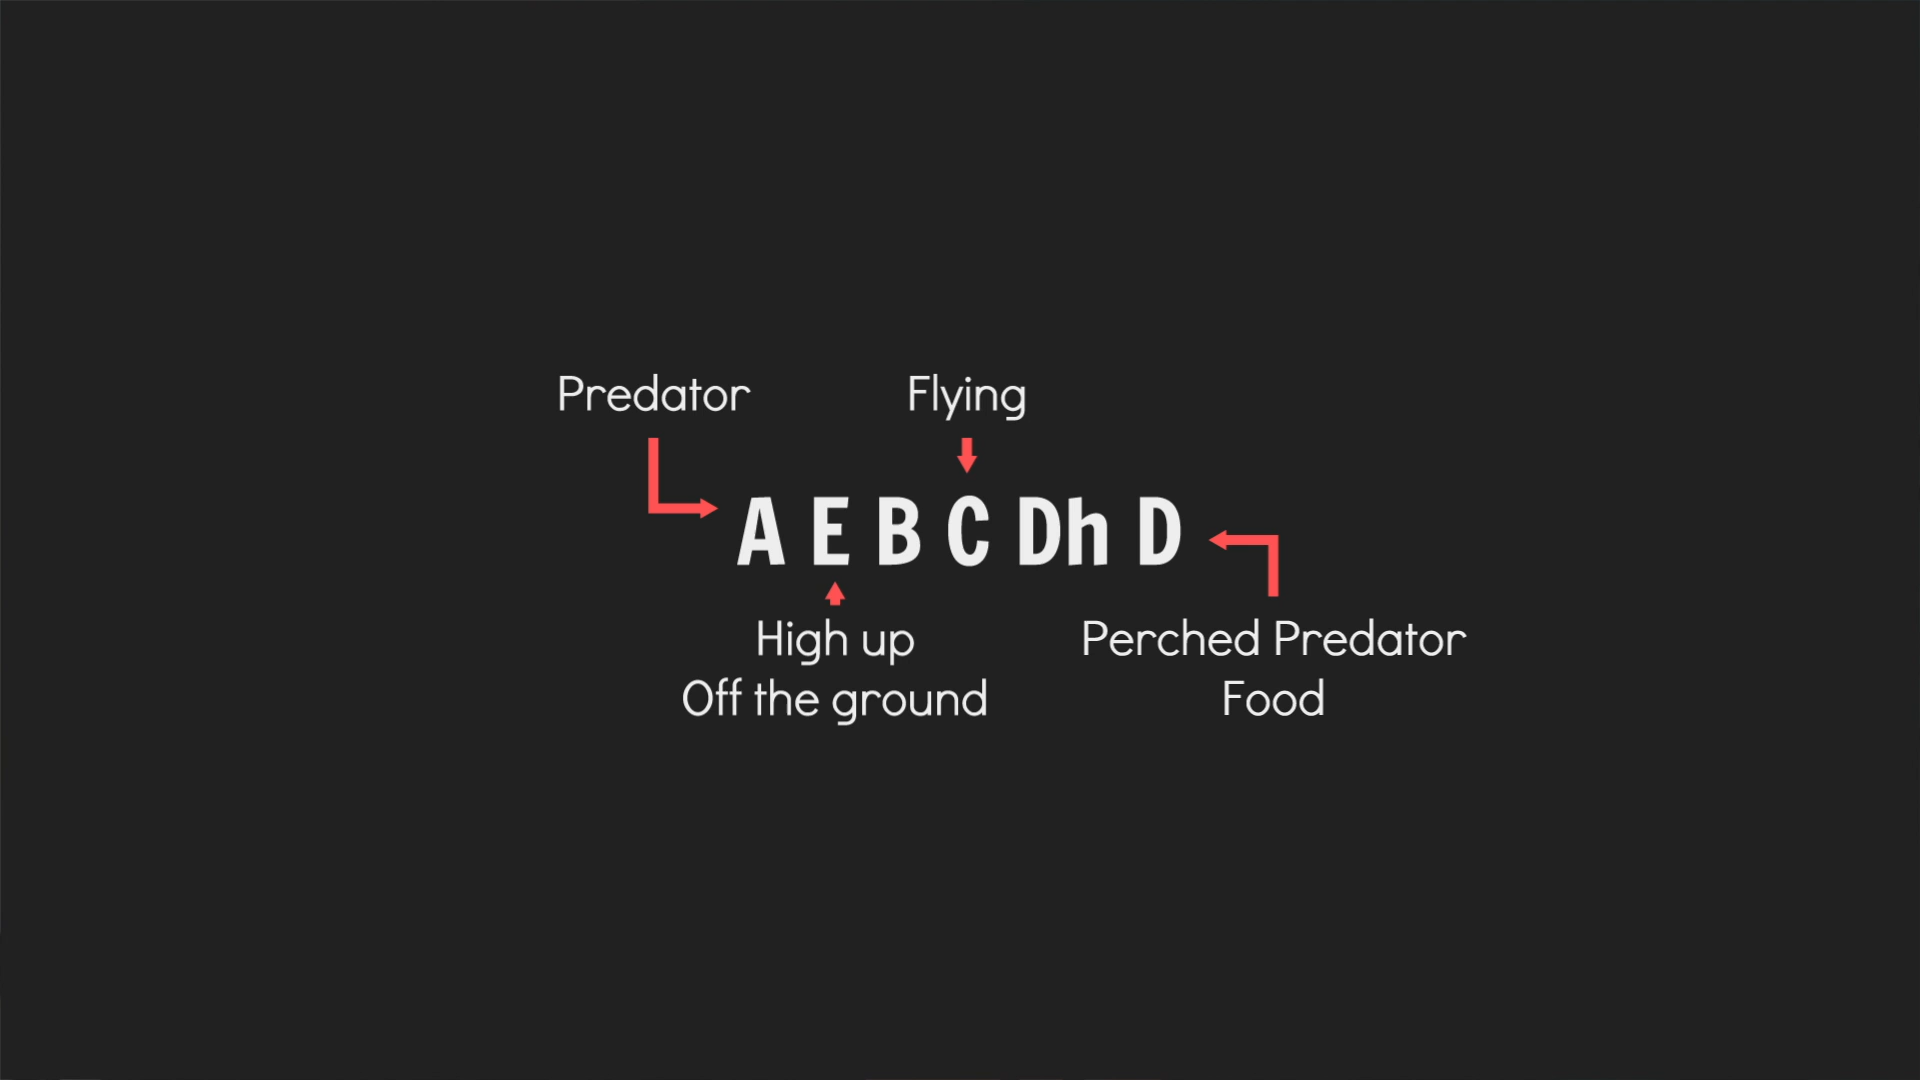 Predator
Flying
A E B C Dh D
High up
Off the ground
Perched Predator
Food